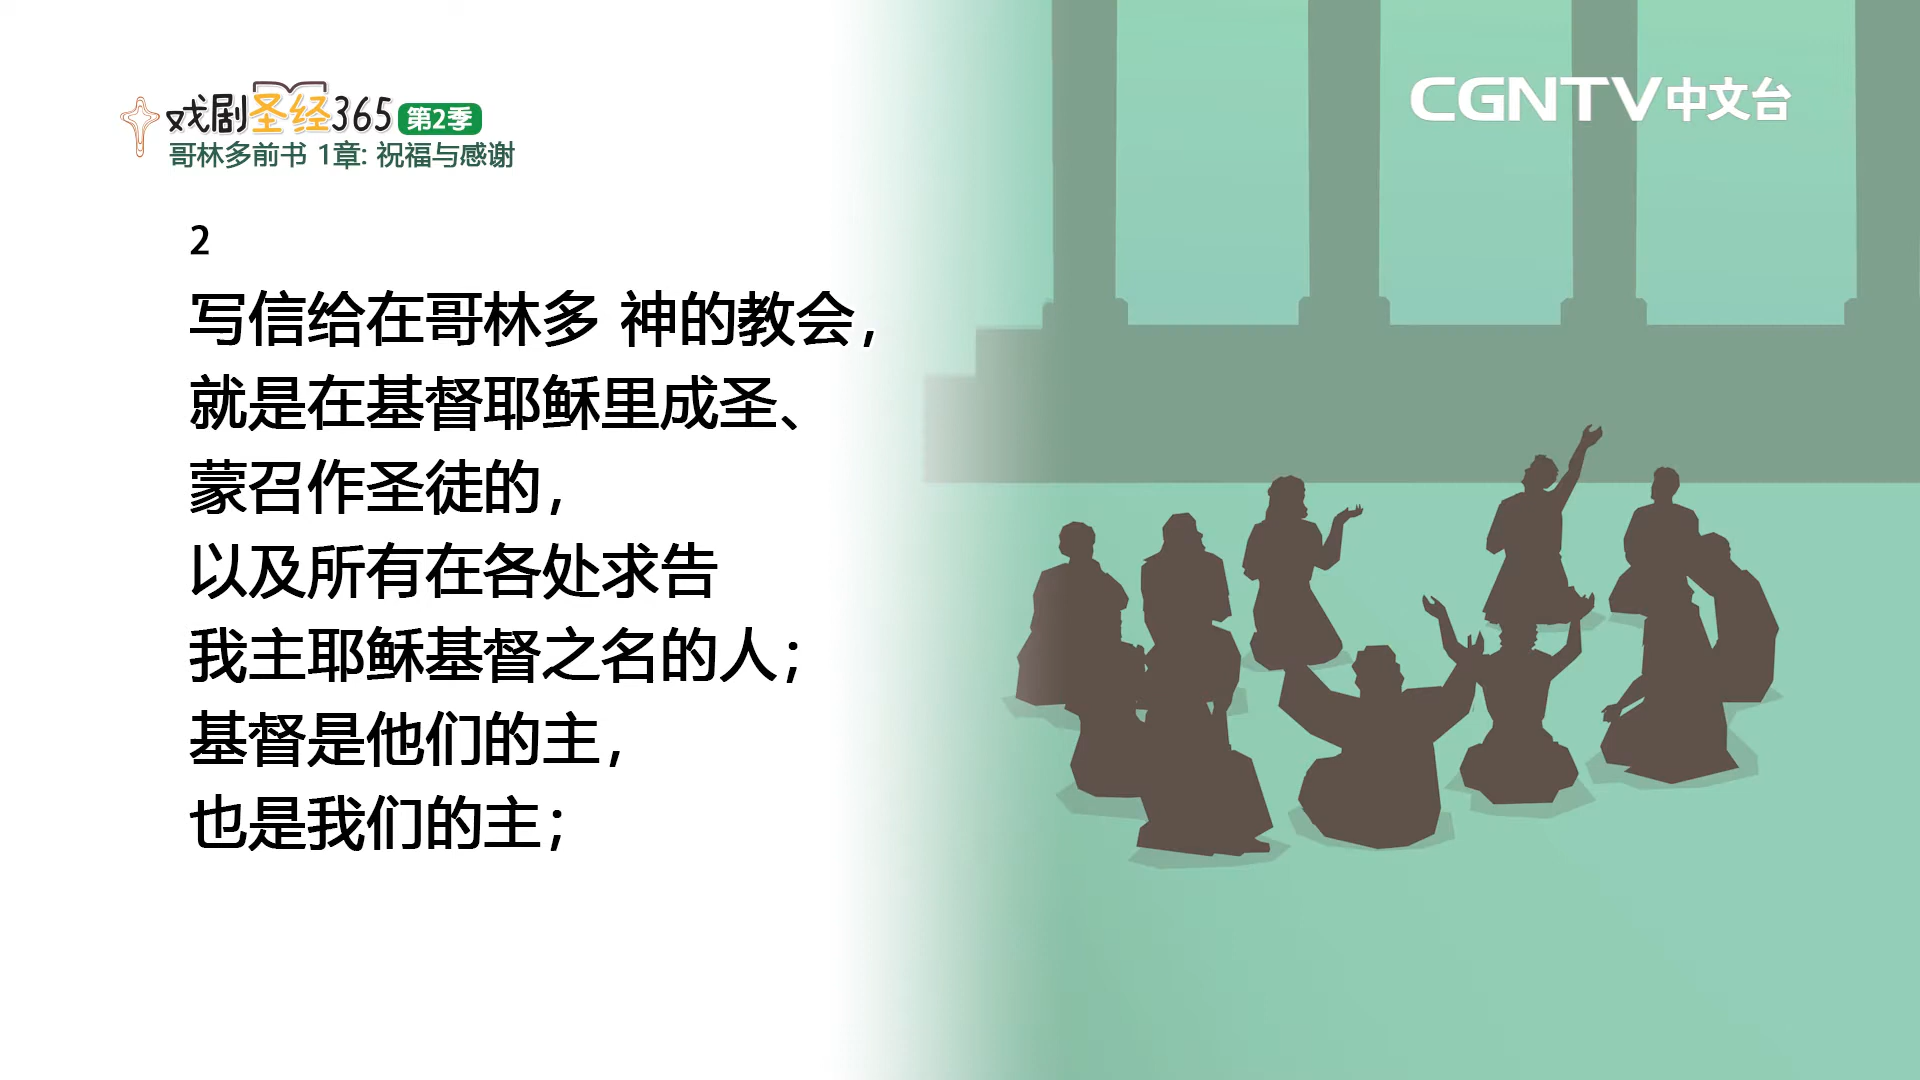 戏剧圣经365 第2季
哥林多前书 1章: 祝福与感谢
CGNTV中文台
2
写信给在哥林多 神的教会，
就是在基督耶稣里成圣、
蒙召作圣徒的，
以及所有在各处求告
我主耶稣基督之名的人；
基督是他们的主，
也是我们的主；